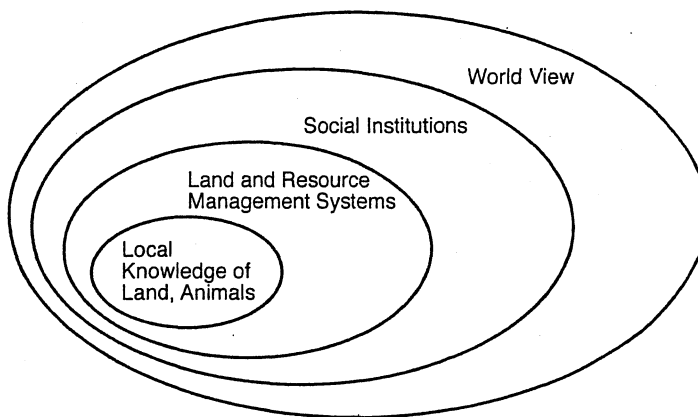 World View
Social Institutions
Land and Resource
Management Systems
Local
Knowledge of
Land, Animals